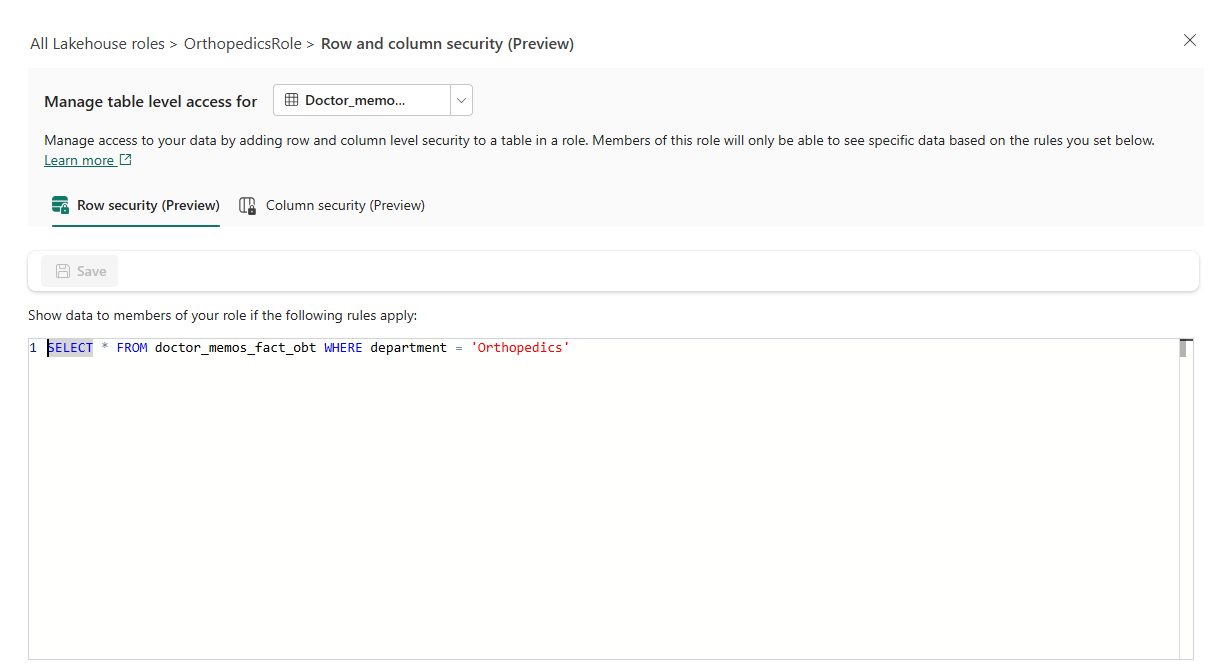 All Lakehouse roles > OrthopedicsRole > Row and column security (Preview)
Manage table level access for Doctor_memo...
Manage access to your data by adding row and column level security to a table in a role. Members of this role will only be able to see specific data based on the rules you set below.
Learn more
Row security (Preview) Column security (Preview)
Save
Show data to members of your role if the following rules apply:
1 SELECT * FROM doctor_memos_fact_obt WHERE department = 'Orthopedics'